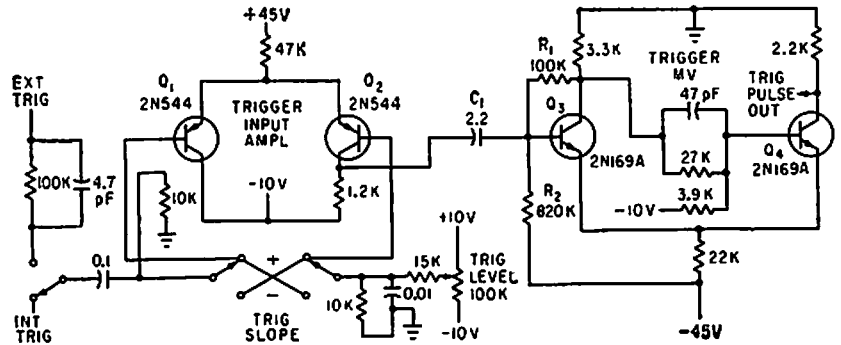 +45V
47K
Q1
2N544
Q2
2N544
TRIGGER
INPUT
AMPL
EXT
TRIG
100K
4.7
pF
10K
-10V
1.2K
0.1
INT
TRIG
+
−
TRIG
SLOPE
10K
0.01
15K
+10V
TRIG
LEVEL
100K
-10V
C1
2.2
R1
100K
3.3K
Q3
2N169A
R2
820K
TRIGGER
MV
47 pF
27K
3.9K
-10V
2.2K
TRIG
PULSE
OUT
Q4
2N169A
22K
-45V